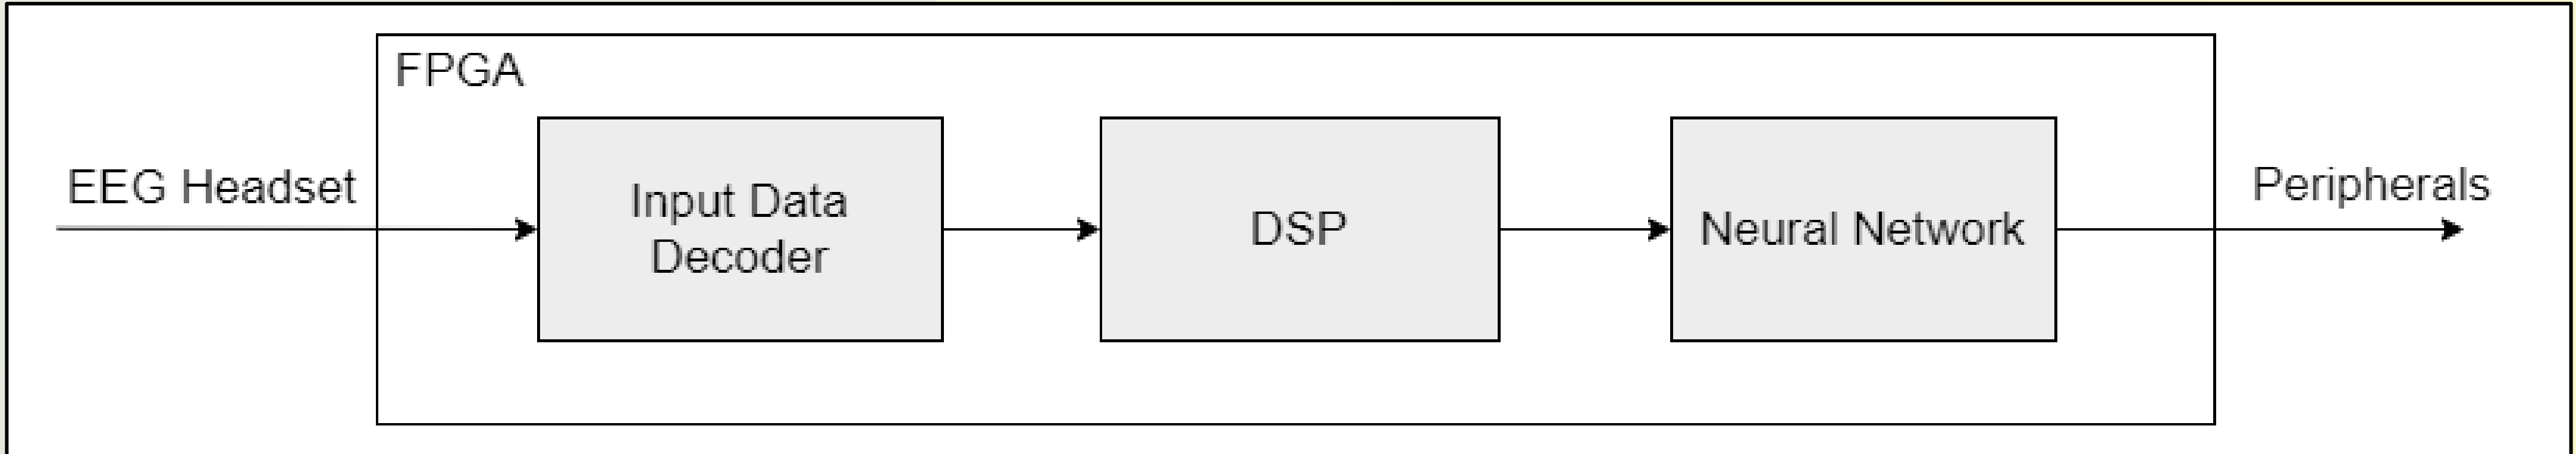 FPGA
EEG Headset
Input Data
Decoder
DSP
Neural Network
Peripherals